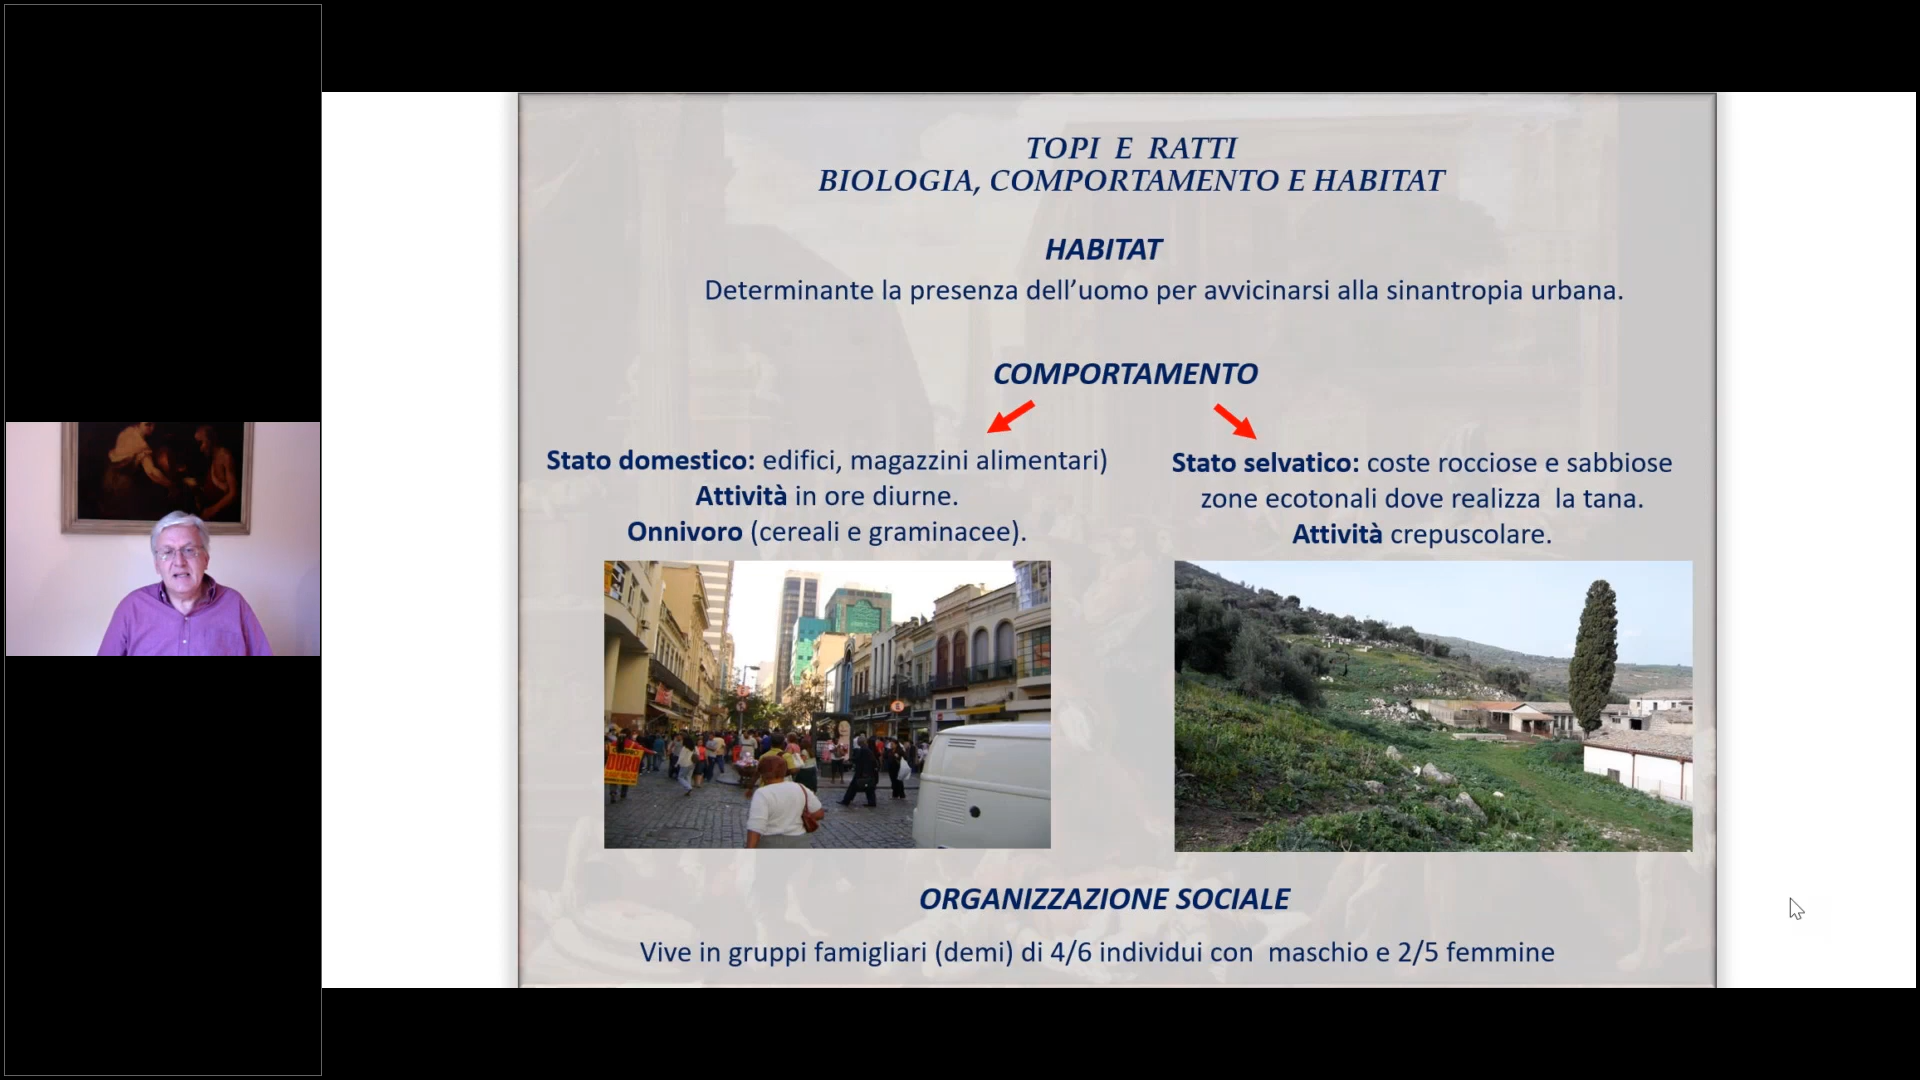 TOPI E RATTI
BIOLOGIA, COMPORTAMENTO E HABITAT
HABITAT
Determinante la presenza dell’uomo per avvicinarsi alla sinantropia urbana.
COMPORTAMENTO
Stato domestico: edifici, magazzini alimentari)
Attività in ore diurne.
Onnivoro (cereali e graminacee).
Stato selvatico: coste rocciose e sabbiose
zone ecotonali dove realizza la tana.
Attività crepuscolare.
OURO
ORGANIZZAZIONE SOCIALE
Vive in gruppi famigliari (demi) di 4/6 individui con maschio e 2/5 femmine